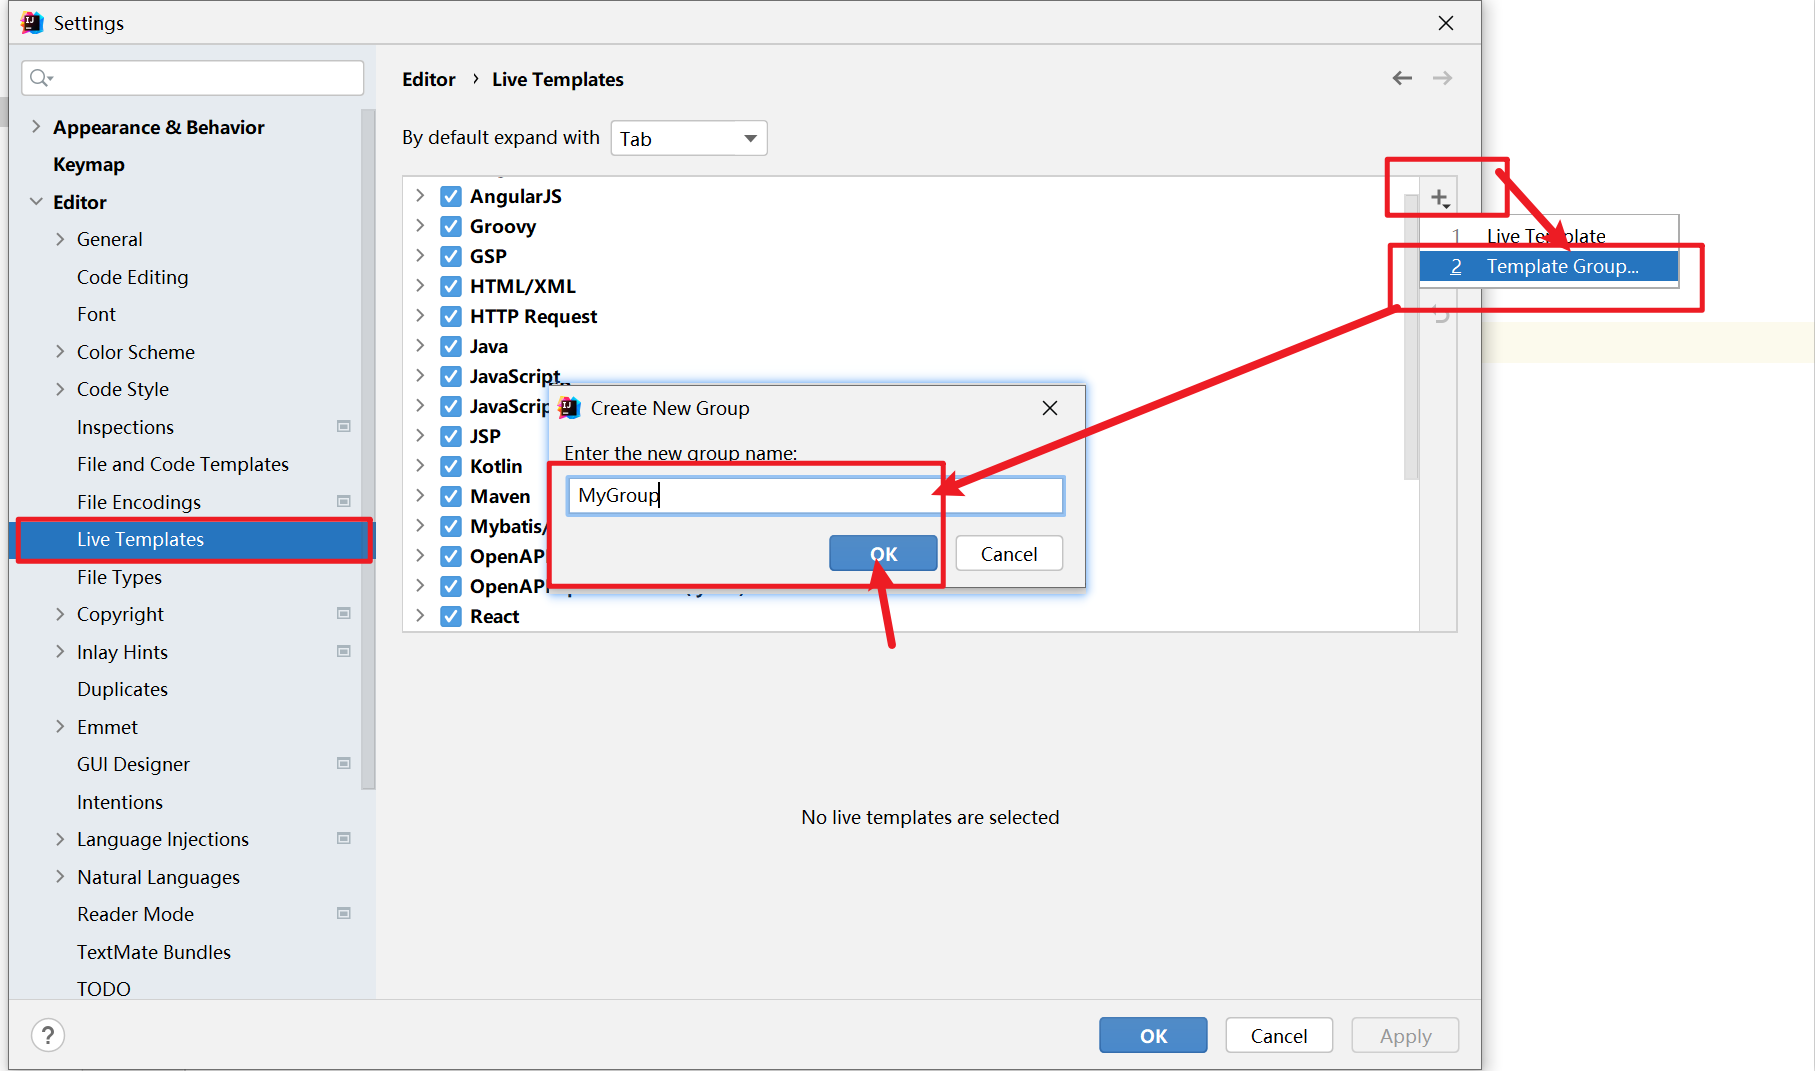 Settings
Editor › Live Templates
Appearance & Behavior
Keymap
Editor
General
Code Editing
Font
Color Scheme
Code Style
Inspections
File and Code Templates
File Encodings
Live Templates
File Types
Copyright
Inlay Hints
Duplicates
Emmet
GUI Designer
Intentions
Language Injections
Natural Languages
Reader Mode
TextMate Bundles
TODO
By default expand with Tab
AngularJS
Groovy
GSP
HTML/XML
HTTP Request
Java
JavaScript
JavaScrip
JSP
Kotlin
Maven
Mybatis/
OpenAP
OpenAP
React
1 Live Template
2 Template Group...
Create New Group
Enter the new group name:
MyGroup
OK Cancel
No live templates are selected
? OK Cancel Apply